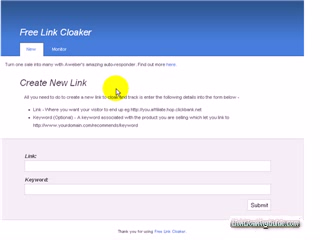 Free Link Cloaker
New
Monitor
Turn one sale into many with Aweber's amazing auto-responder. Find out more here.
Create New Link
All you need to do to create a new link to cloak and track is enter the following details into the form below -
Link - Where you want your visitor to end up eg http://you.affiliate.hop.clickbank.net
Keyword (Optional) - A keyword associated with the product you are selling which let you link to
http://www.yourdomain.com/recommends/keyword
Link:
Keyword:
Submit
Thank you for using Free Link Cloaker.